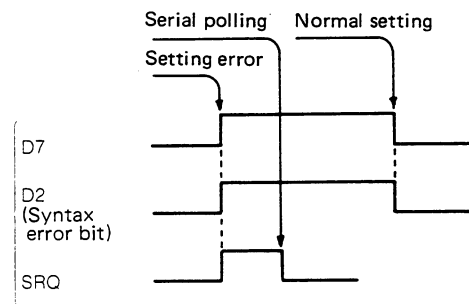 Serial polling
Normal setting
Setting error
D7
D2
(Syntax
error bit)
SRQ